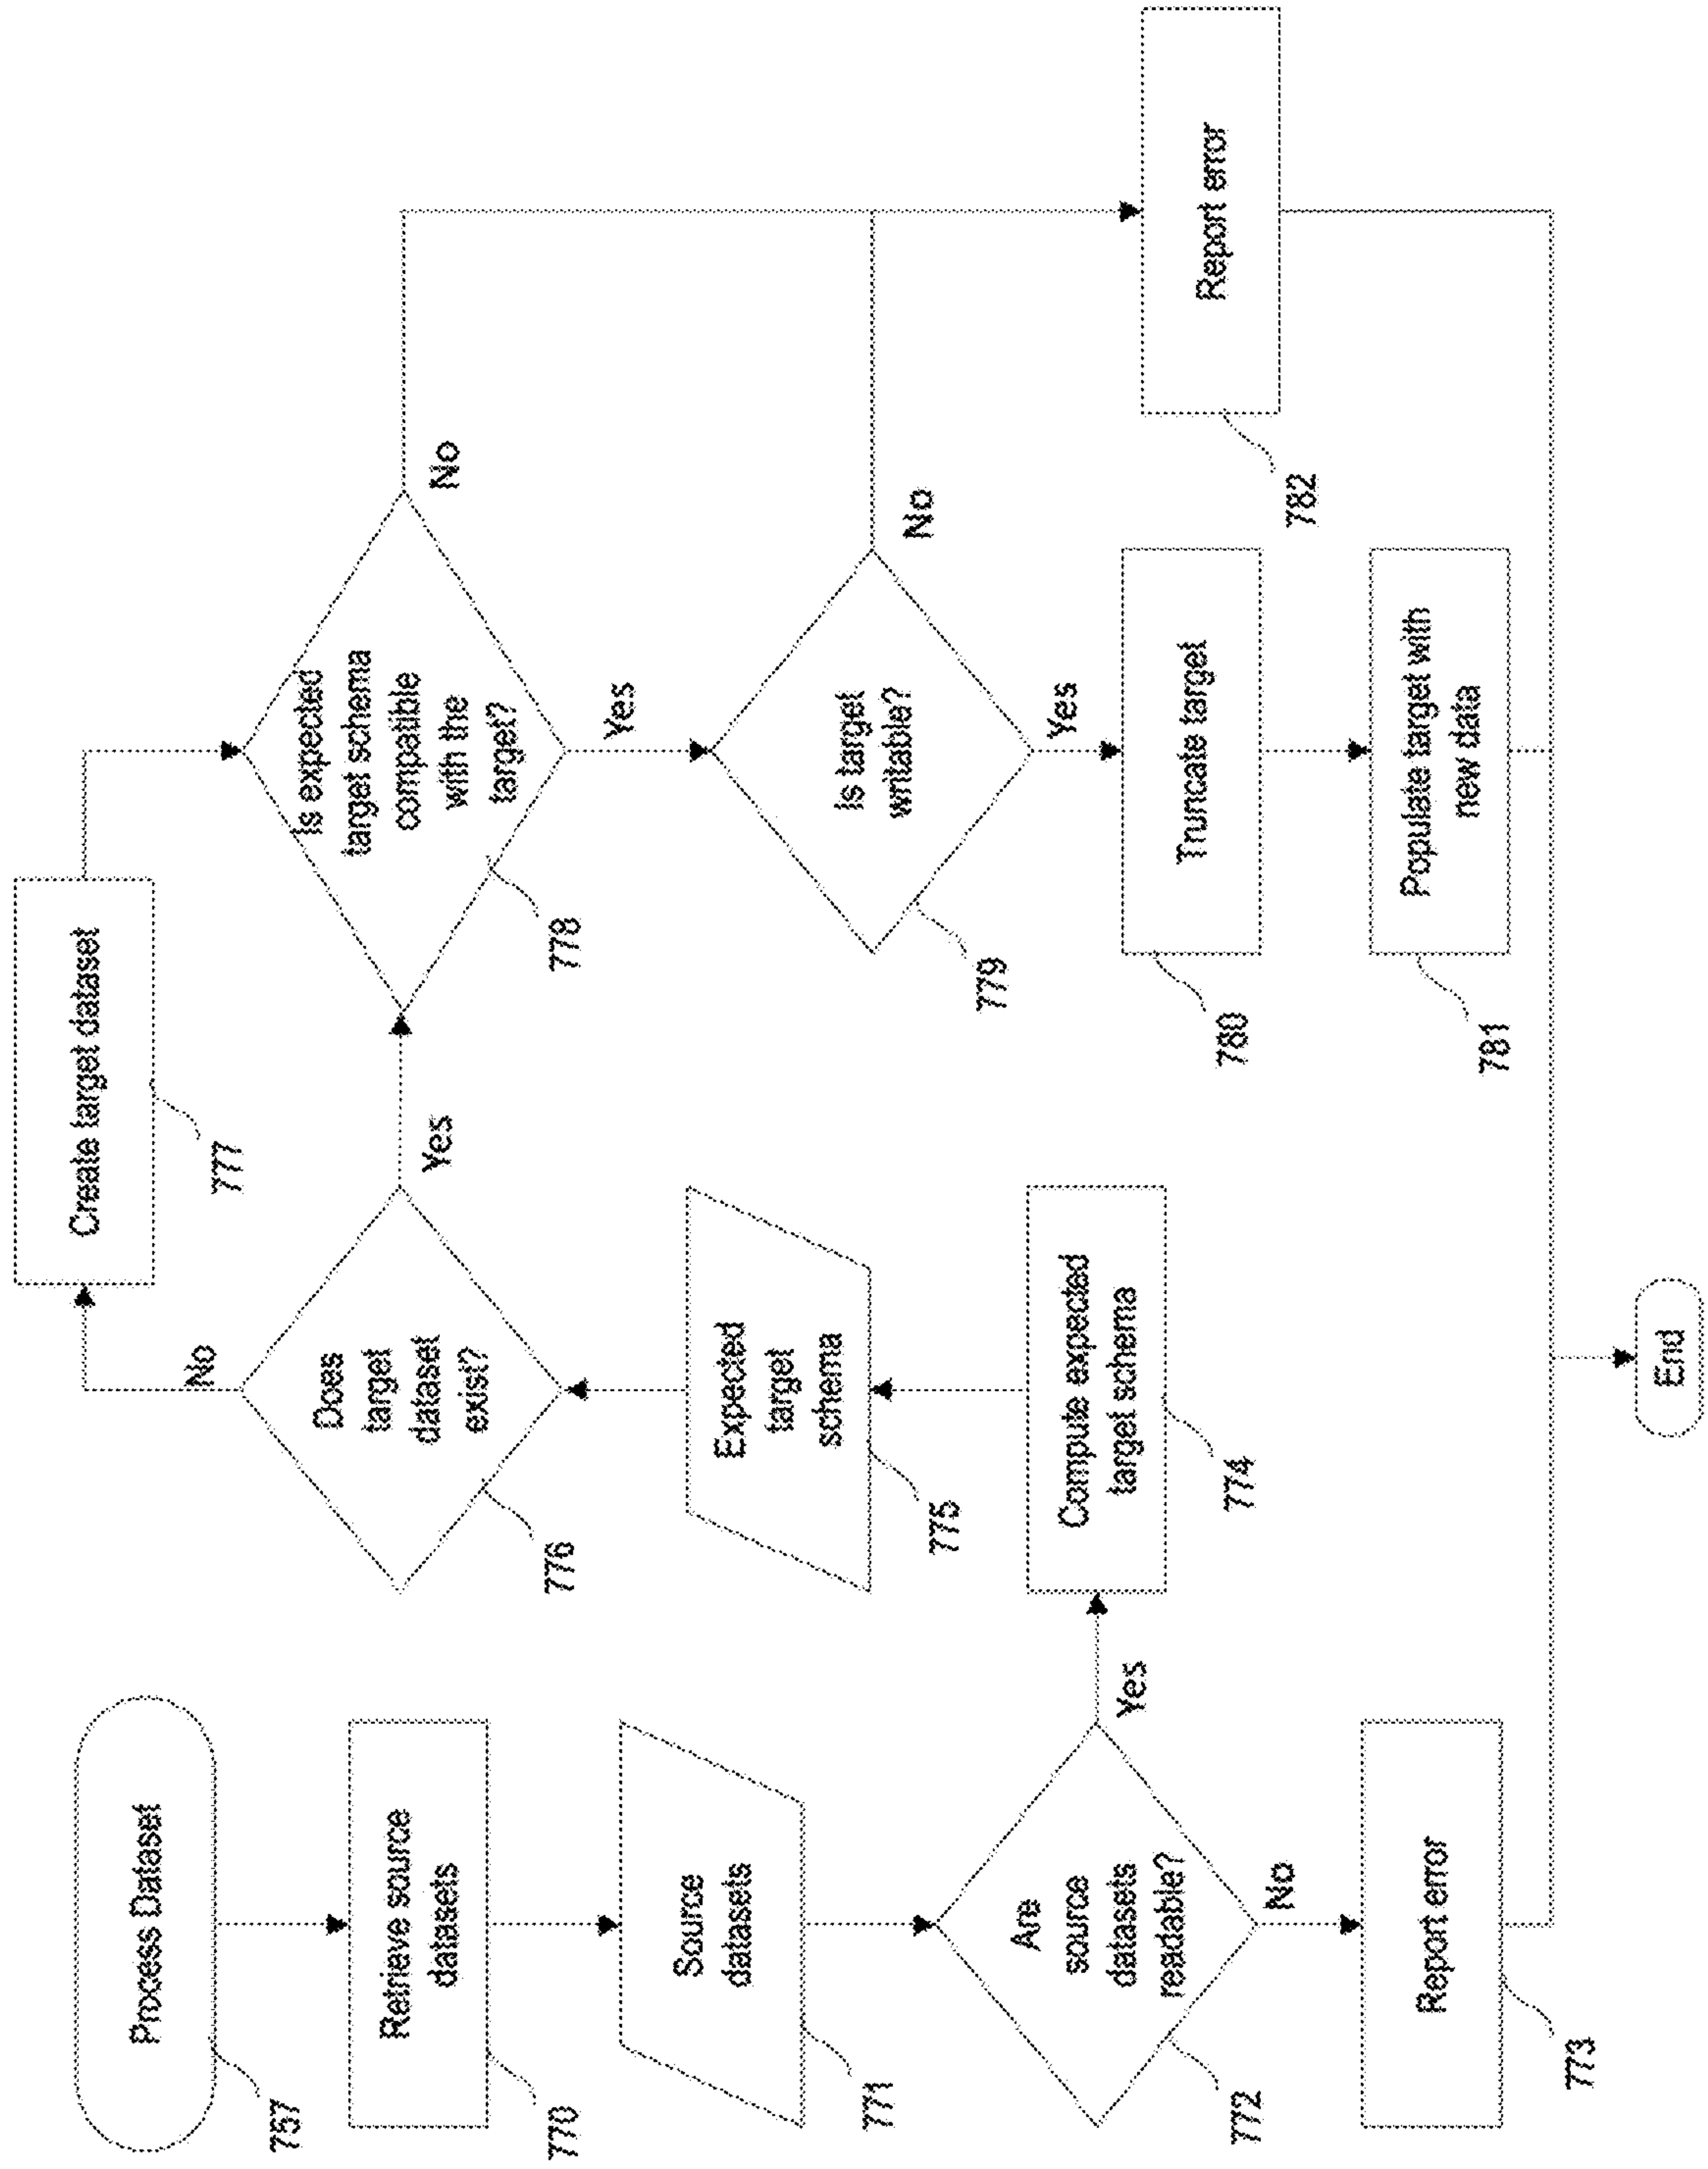 Process Dataset
757
Retrieve source
datasets
770
Source
datasets
771
Are
source
datasets
readable?
772
Yes
No
Report error
773
Compute expected
target schema
774
Expected
target
schema
775
Does
target
dataset
exist?
776
No
Yes
Create target dataset
777
Is expected
target schema
compatible
with the
target?
778
No
Yes
Is target
writable?
779
No
Yes
Truncate target
780
Populate target with
new data
781
Report error
782
End